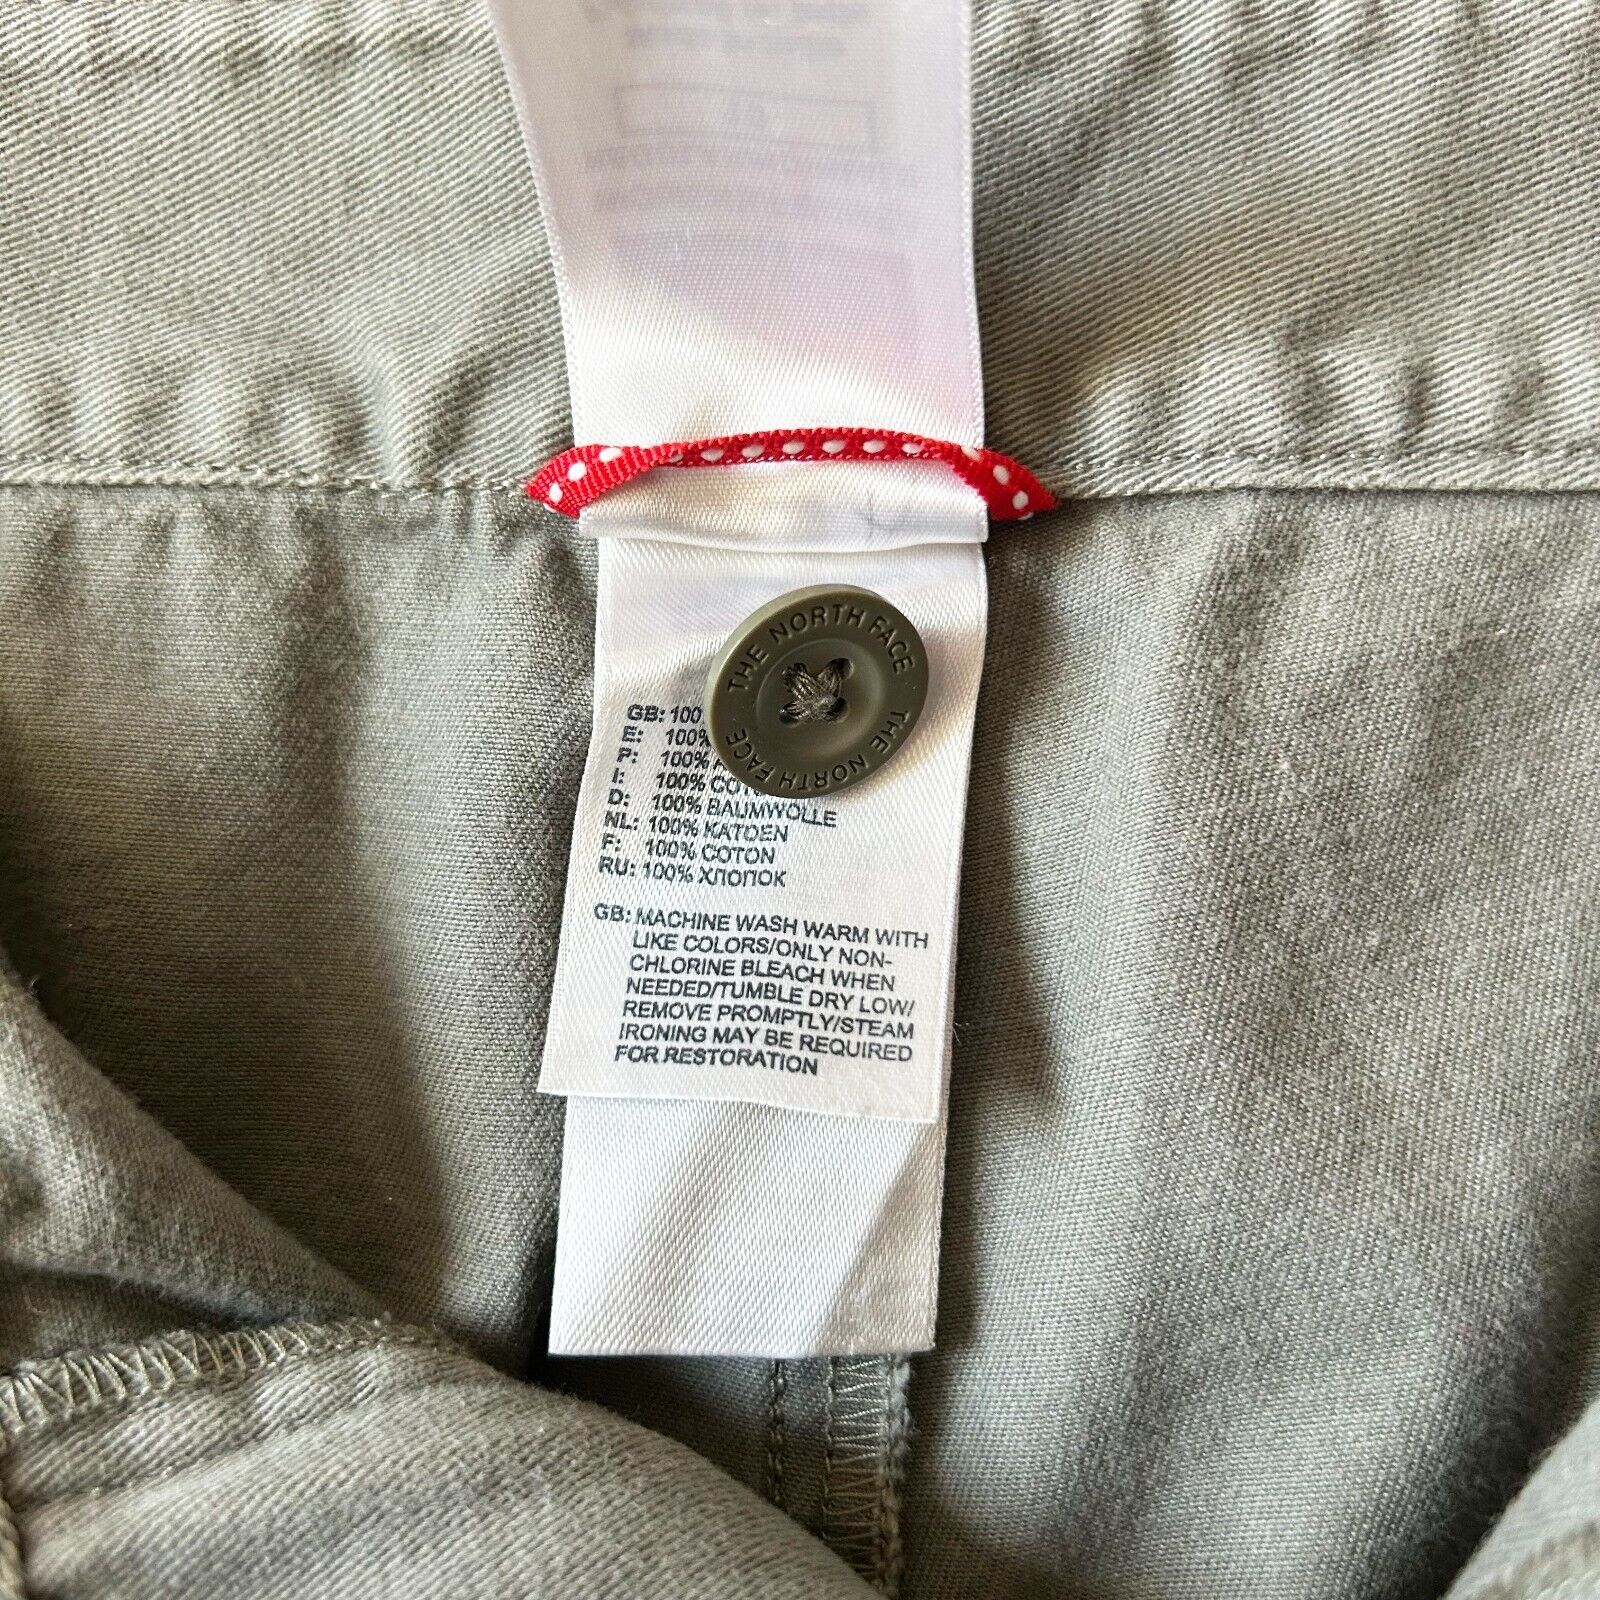 THE NORTH FACE THE NORTH FACE
GB: 100
E: 100%
P: 100%
I: 100%
D: 100% BAUMWOLLE
NL: 100% KATOEN
F: 100% COTON
RU: 100% ХЛОПОК
GB: MACHINE WASH WARM WITH
LIKE COLORS/ONLY NON-
CHLORINE BLEACH WHEN
NEEDED/TUMBLE DRY LOW/
REMOVE PROMPTLY/STEAM
IRONING MAY BE REQUIRED
FOR RESTORATION